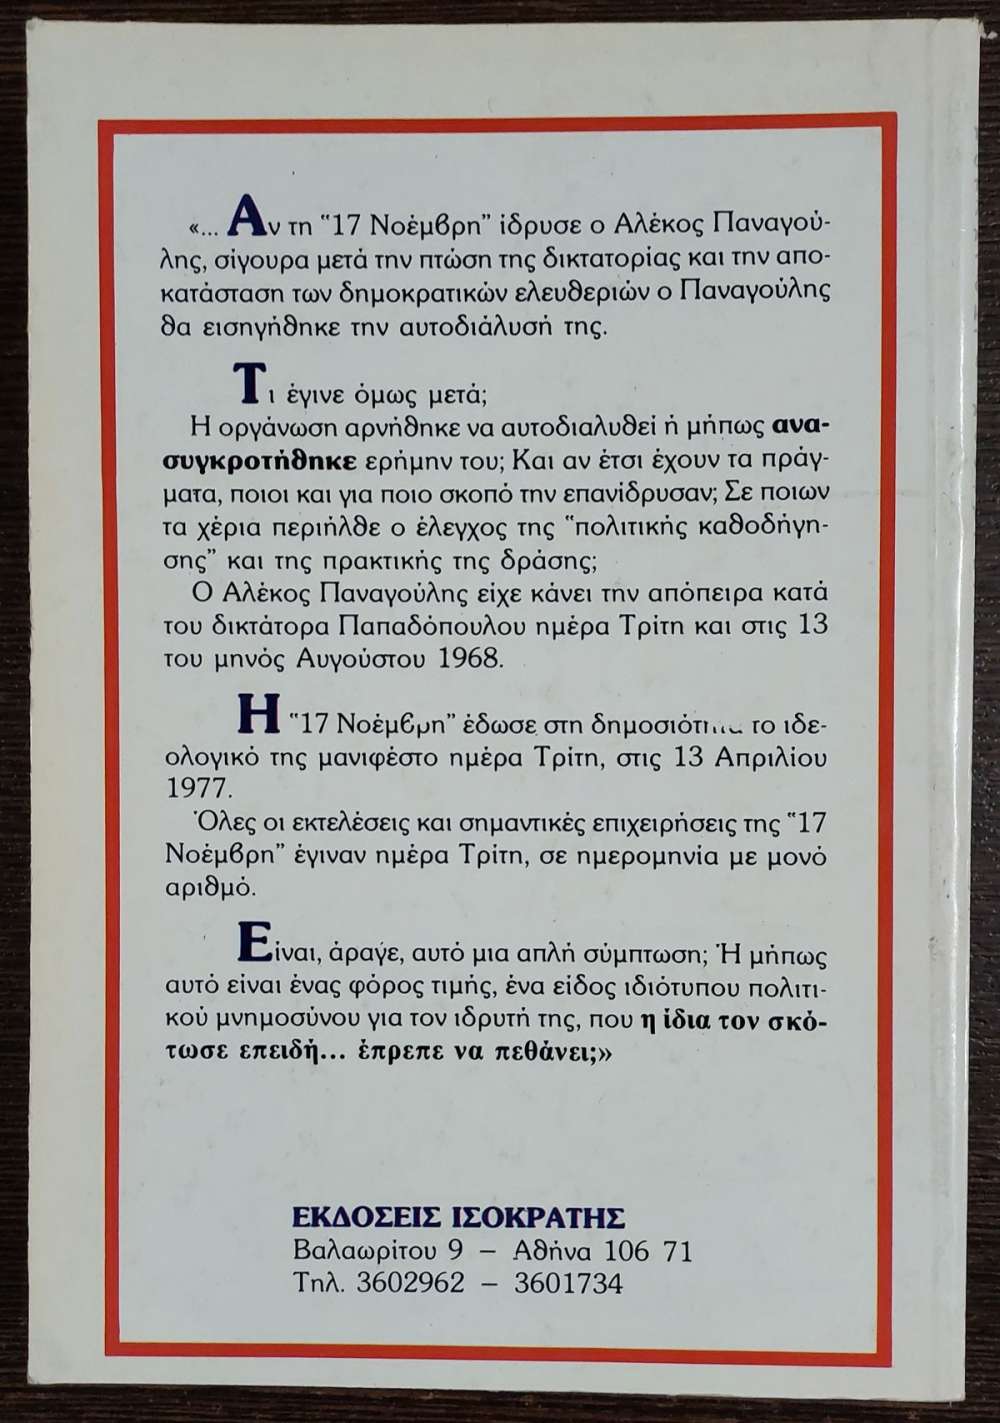 «... Αν τη "17 Νοέμβρη" ίδρυσε ο Αλέκος Παναγού-
λης, σίγουρα μετά την πτώση της δικτατορίας και την απο-
κατάσταση των δημοκρατικών ελευθεριών ο Παναγούλης
θα εισηγήθηκε την αυτοδιάλυσή της.
Τι έγινε όμως μετά;
Η οργάνωση αρνήθηκε να αυτοδιαλυθεί ή μήπως ανα-
συγκροτήθηκε ερήμην του; Και αν έτσι έχουν τα πράγ-
ματα, ποιοι και για ποιο σκοπό την επανίδρυσαν; Σε ποιων
τα χέρια περιήλθε ο έλεγχος της "πολιτικής καθοδήγη-
σης" και της πρακτικής της δράσης;
Ο Αλέκος Παναγούλης είχε κάνει την απόπειρα κατά
του δικτάτορα Παπαδόπουλου ημέρα Τρίτη και στις 13
του μηνός Αυγούστου 1968.
Η "17 Νοέμβρη" έδωσε στη το ιδε-
ολογικό της μανιφέστο ημέρα Τρίτη, στις 13 Απριλίου
1977.
Όλες οι εκτελέσεις και σημαντικές επιχειρήσεις της "17
Νοέμβρη" έγιναν ημέρα Τρίτη, σε ημερομηνία με μονό
αριθμό.
Είναι, άραγε, αυτό μια απλή σύμπτωση; Ή μήπως
αυτό είναι ένας φόρος τιμής, ένα είδος ιδιότυπου πολιτι-
κού μνημοσύνου για τον ιδρυτή της, που η ίδια τον σκό-
τωσε επειδή... έπρεπε να πεθάνει;»
ΕΚΔΟΣΕΙΣ ΙΣΟΚΡΑΤΗΣ
Βαλαωρίτου 9 – Αθήνα 106 71
Τηλ. 3602962 – 3601734